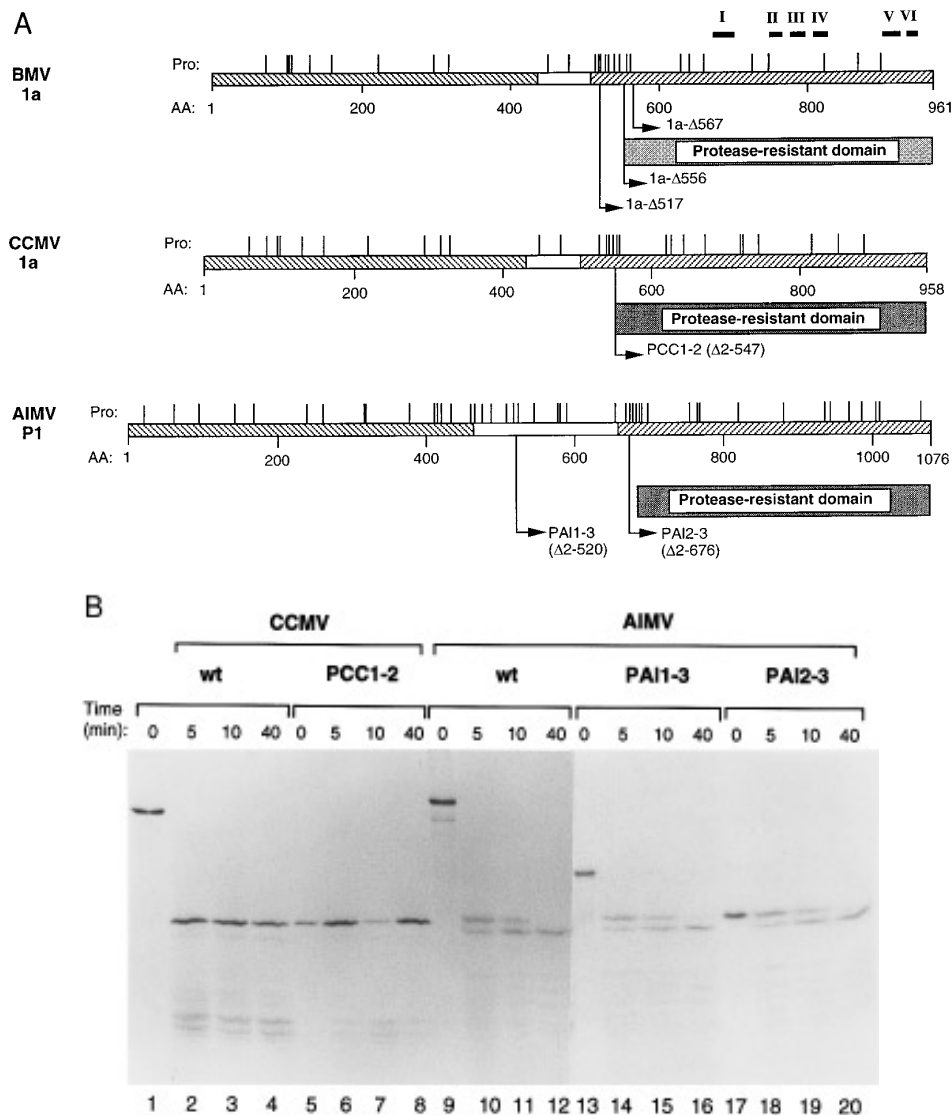 A
I II III IV V VI
BMV
1a
Pro:
AA: 1 200 400 600 800 961
1a-Δ567
Protease-resistant domain
1a-Δ556
1a-Δ517
CCMV
1a
Pro:
AA: 1 200 400 600 800 958
Protease-resistant domain
PCC1-2 (Δ2-547)
AlMV
P1
Pro:
AA: 1 200 400 600 800 1000 1076
Protease-resistant domain
PAl1-3
(Δ2-520)
PAl2-3
(Δ2-676)
B
CCMV AlMV
wt PCC1-2 wt PAl1-3 PAl2-3
Time
(min): 0 5 10 40 0 5 10 40 0 5 10 40 0 5 10 40 0 5 10 40
1 2 3 4 5 6 7 8 9 10 11 12 13 14 15 16 17 18 19 20